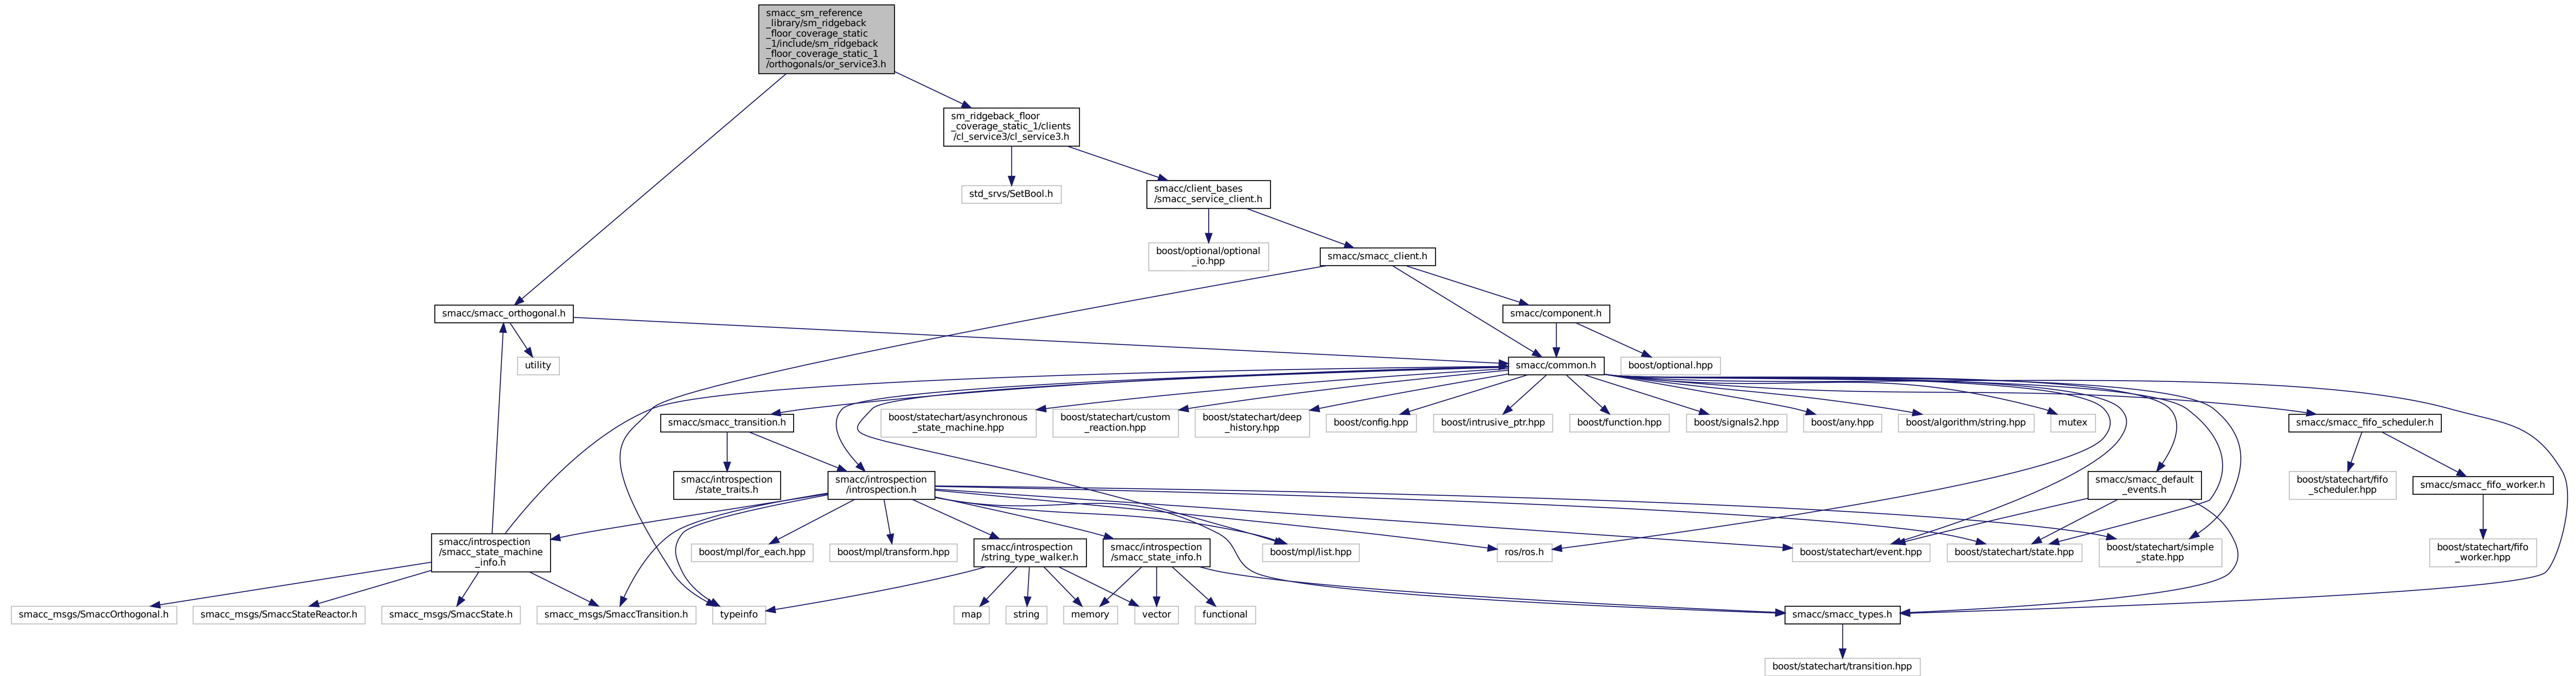 smacc_sm_reference
_library/sm_ridgeback
_floor_coverage_static
_1/include/sm_ridgeback
_floor_coverage_static_1
/orthogonals/or_service3.h
sm_ridgeback_floor
_coverage_static_1/clients
/cl_service3/cl_service3.h
std_srvs/SetBool.h
smacc/client_bases
/smacc_service_client.h
boost/optional/optional
_io.hpp
smacc/smacc_client.h
smacc/smacc_orthogonal.h
smacc/component.h
utility
smacc/common.h
boost/optional.hpp
smacc/smacc_transition.h
boost/statechart/asynchronous
_state_machine.hpp
boost/statechart/custom
_reaction.hpp
boost/statechart/deep
_history.hpp
boost/config.hpp
boost/intrusive_ptr.hpp
boost/function.hpp
boost/signals2.hpp
boost/any.hpp
boost/algorithm/string.hpp
mutex
smacc/smacc_fifo_scheduler.h
smacc/introspection
/state_traits.h
smacc/introspection
/introspection.h
smacc/smacc_default
_events.h
boost/statechart/fifo
_scheduler.hpp
smacc/smacc_fifo_worker.h
smacc/introspection
/smacc_state_machine
_info.h
boost/mpl/for_each.hpp
boost/mpl/transform.hpp
smacc/introspection
/string_type_walker.h
smacc/introspection
/smacc_state_info.h
boost/mpl/list.hpp
ros/ros.h
boost/statechart/event.hpp
boost/statechart/state.hpp
boost/statechart/simple
_state.hpp
boost/statechart/fifo
_worker.hpp
smacc_msgs/SmaccOrthogonal.h
smacc_msgs/SmaccStateReactor.h
smacc_msgs/SmaccState.h
smacc_msgs/SmaccTransition.h
typeinfo
map
string
memory
vector
functional
smacc/smacc_types.h
boost/statechart/transition.hpp